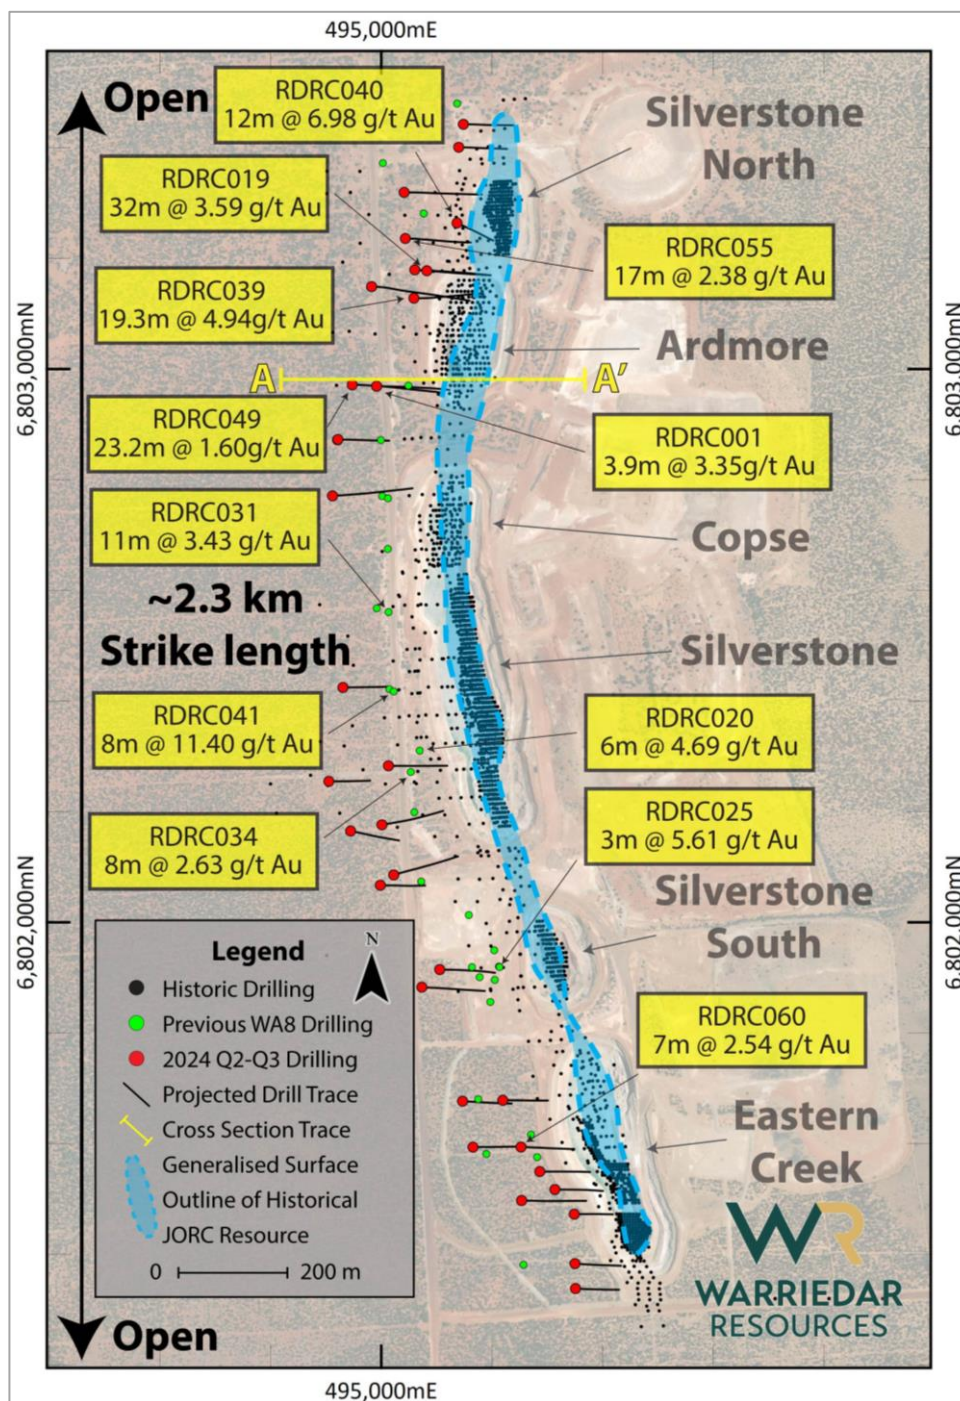 495,000mE
Open
RDRC040
12m @ 6.98 g/t Au
Silverstone
North
RDRC019
32m @ 3.59 g/t Au
RDRC055
17m @ 2.38 g/t Au
RDRC039
19.3m @ 4.94g/t Au
Ardmore
6,803,000mN
6,803,000mN
A
A'
RDRC049
23.2m @ 1.60g/t Au
RDRC001
3.9m @ 3.35g/t Au
RDRC031
11m @ 3.43 g/t Au
Copse
~2.3 km
Strike length
Silverstone
RDRC041
8m @ 11.40 g/t Au
RDRC020
6m @ 4.69 g/t Au
RDRC034
8m @ 2.63 g/t Au
RDRC025
3m @ 5.61 g/t Au
Silverstone
South
6,802,000mN
6,802,000mN
Legend
N
Historic Drilling
Previous WA8 Drilling
2024 Q2-Q3 Drilling
Projected Drill Trace
Cross Section Trace
Generalised Surface
Outline of Historical
JORC Resource
0 200 m
RDRC060
7m @ 2.54 g/t Au
Eastern
Creek
WR
WARRIEDAR
RESOURCES
Open
495,000mE